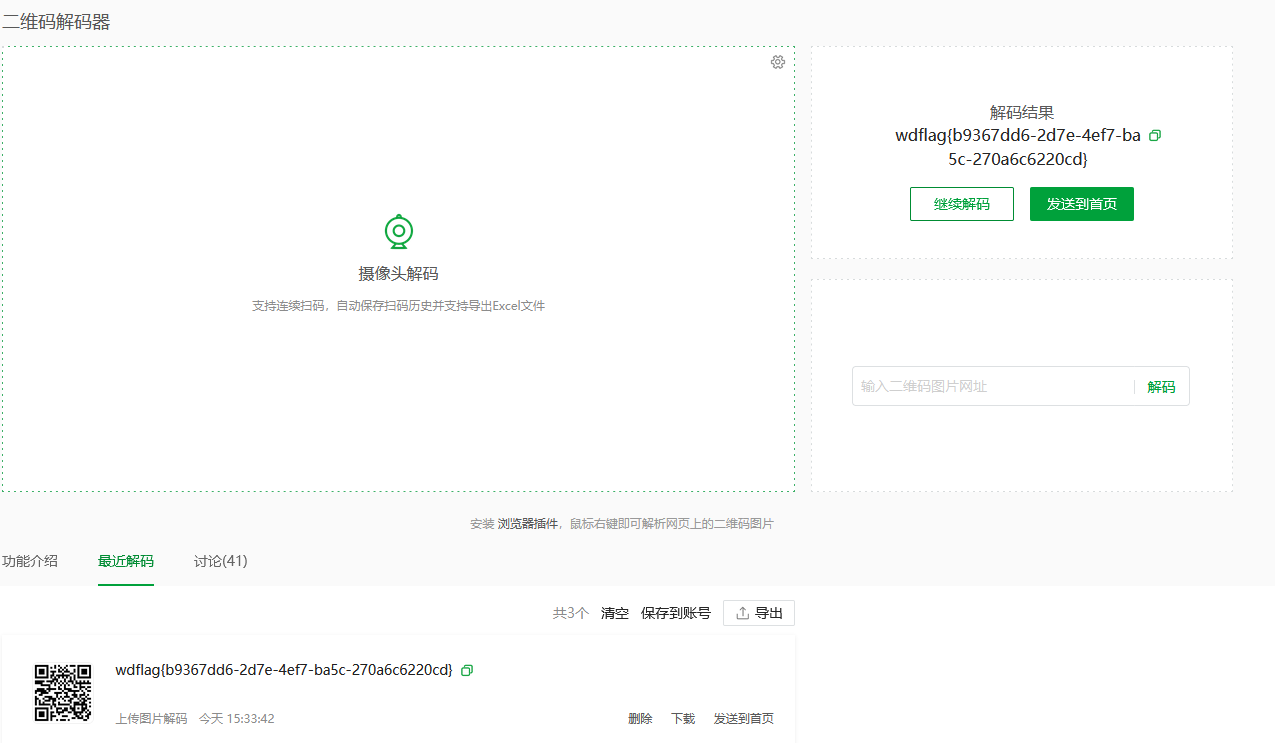 二维码解码器
摄像头解码
支持连续扫码，自动保存扫码历史并支持导出Excel文件
解码结果
wdflag{b9367dd6-2d7e-4ef7-ba
5c-270a6c6220cd}
继续解码 发送到首页
输入二维码图片网址 解码
安装 浏览器插件，鼠标右键即可解析网页上的二维码图片
功能介绍 最近解码 讨论(41)
共3个 清空 保存到账号 导出
wdflag{b9367dd6-2d7e-4ef7-ba5c-270a6c6220cd}
上传图片解码 今天 15:33:42 删除 下载 发送到首页